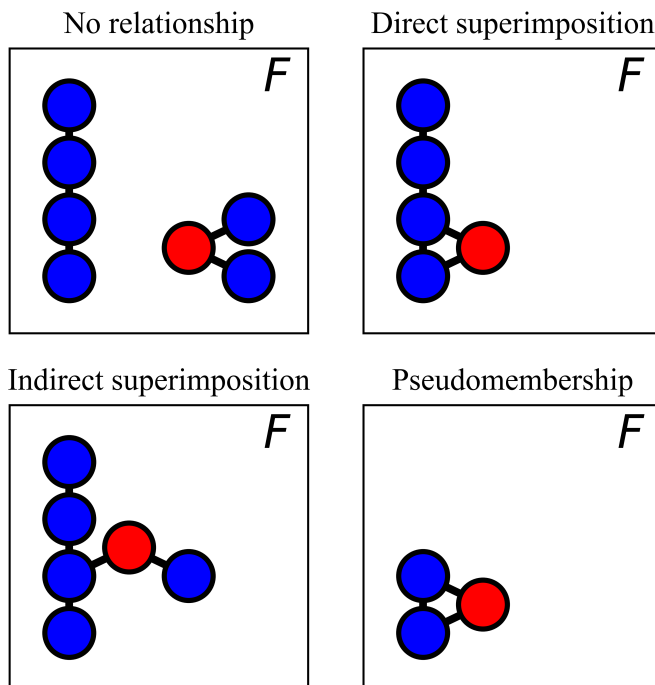 No relationship
Direct superimposition
F
F
Indirect superimposition
Pseudomembership
F
F